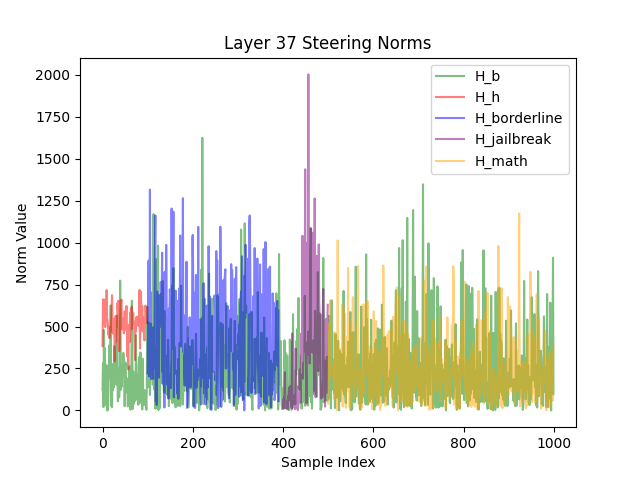 Layer 37 Steering Norms
Norm Value
2000
1750
1500
1250
1000
750
500
250
0
H_b
H_h
H_borderline
H_jailbreak
H_math
0
200
400
600
800
1000
Sample Index